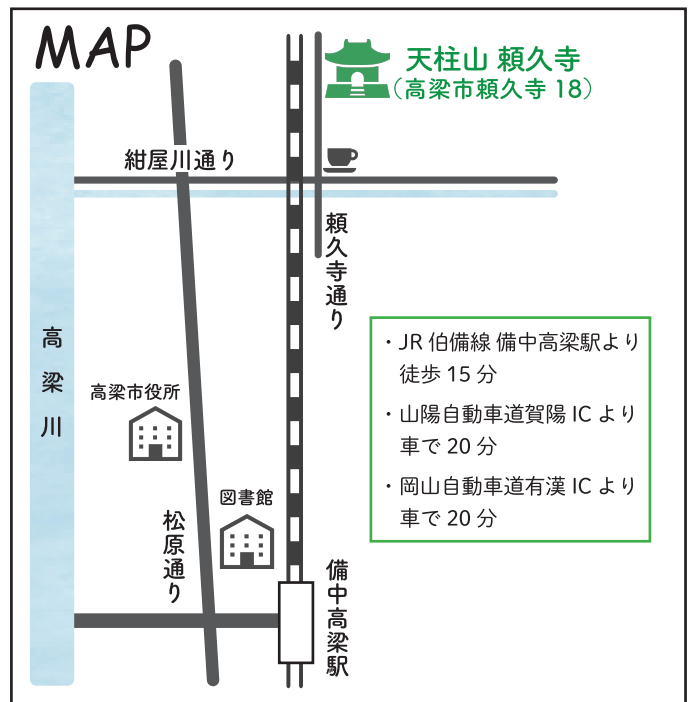 MAP
天柱山 頼久寺
（高梁市頼久寺 18）
紺屋川通り
頼久寺通り
高梁川
高梁市役所
図書館
松原通り
備中高梁駅
・JR 伯備線 備中高梁駅より
徒歩 15 分
・山陽自動車道賀陽 IC より
車で 20 分
・岡山自動車道有漢 IC より
車で 20 分